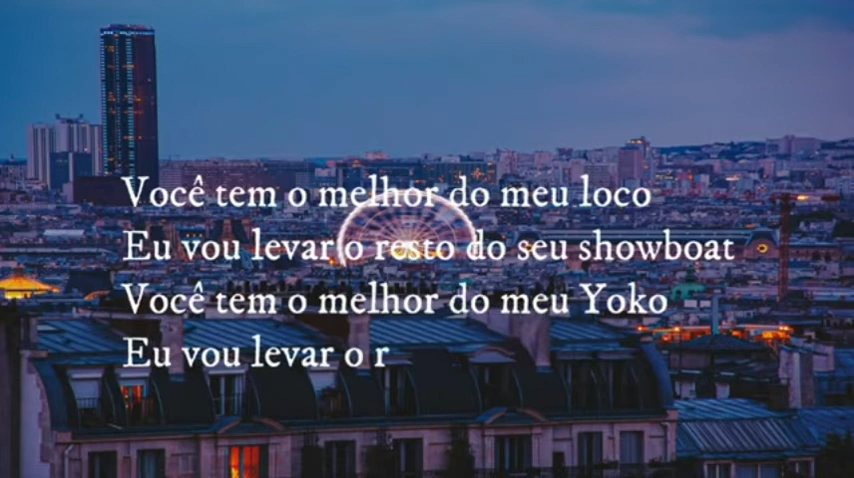 Você tem o melhor do meu loco
Eu vou levar o resto do seu showboat
Você tem o melhor do meu Yoko
Eu vou levar o r